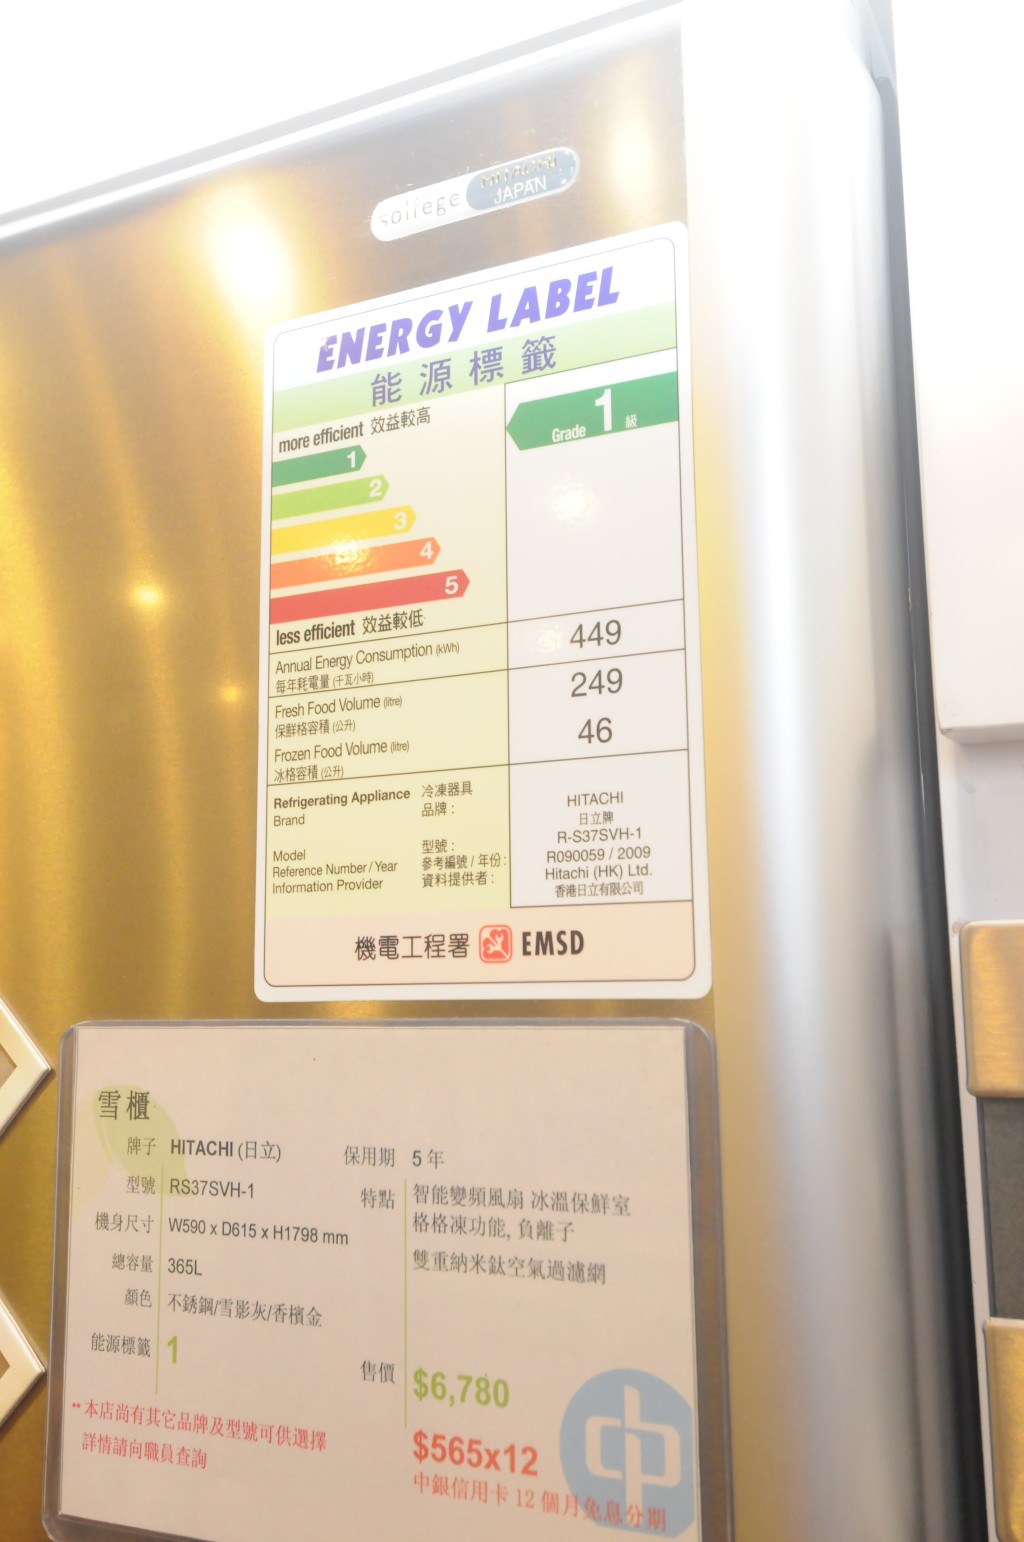 solfege HITACHI
JAPAN
ENERGY LABEL
能源標籤
more efficient 效益較高
1
2
3
4
5
less efficient 效益較低
Grade 1 級
Annual Energy Consumption (kWh)
每年耗電量 (千瓦小時)
449
Fresh Food Volume (litre)
保鮮格容積 (公升)
249
Frozen Food Volume (litre)
冰格容積 (公升)
46
Refrigerating Appliance 冷凍器具
Brand 品牌：
HITACHI
日立牌
Model 型號：
R-S37SVH-1
Reference Number / Year 參考編號 / 年份：
R090059 / 2009
Information Provider 資料提供者：
Hitachi (HK) Ltd.
香港日立有限公司
機電工程署 EMSD
雪櫃
牌子 HITACHI (日立)
型號 RS37SVH-1
機身尺寸 W590 x D615 x H1798 mm
總容量 365L
顏色 不銹鋼/雪影灰/香檳金
能源標籤 1
保用期 5 年
特點 智能變頻風扇 冰溫保鮮室
格格凍功能, 負離子
雙重納米鈦空氣過濾網
售價 $6,780
$565x12
中銀信用卡 12 個月免息分期
**本店尚有其它品牌及型號可供選擇
詳情請向職員查詢